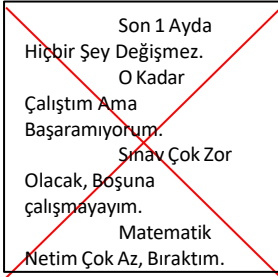 Son 1 Ayda
Hiçbir Şey Değişmez.
O Kadar
Çalıştım Ama
Başaramıyorum.
Sınav Çok Zor
Olacak, Boşuna
çalışmayayım.
Matematik
Netim Çok Az, Bıraktım.